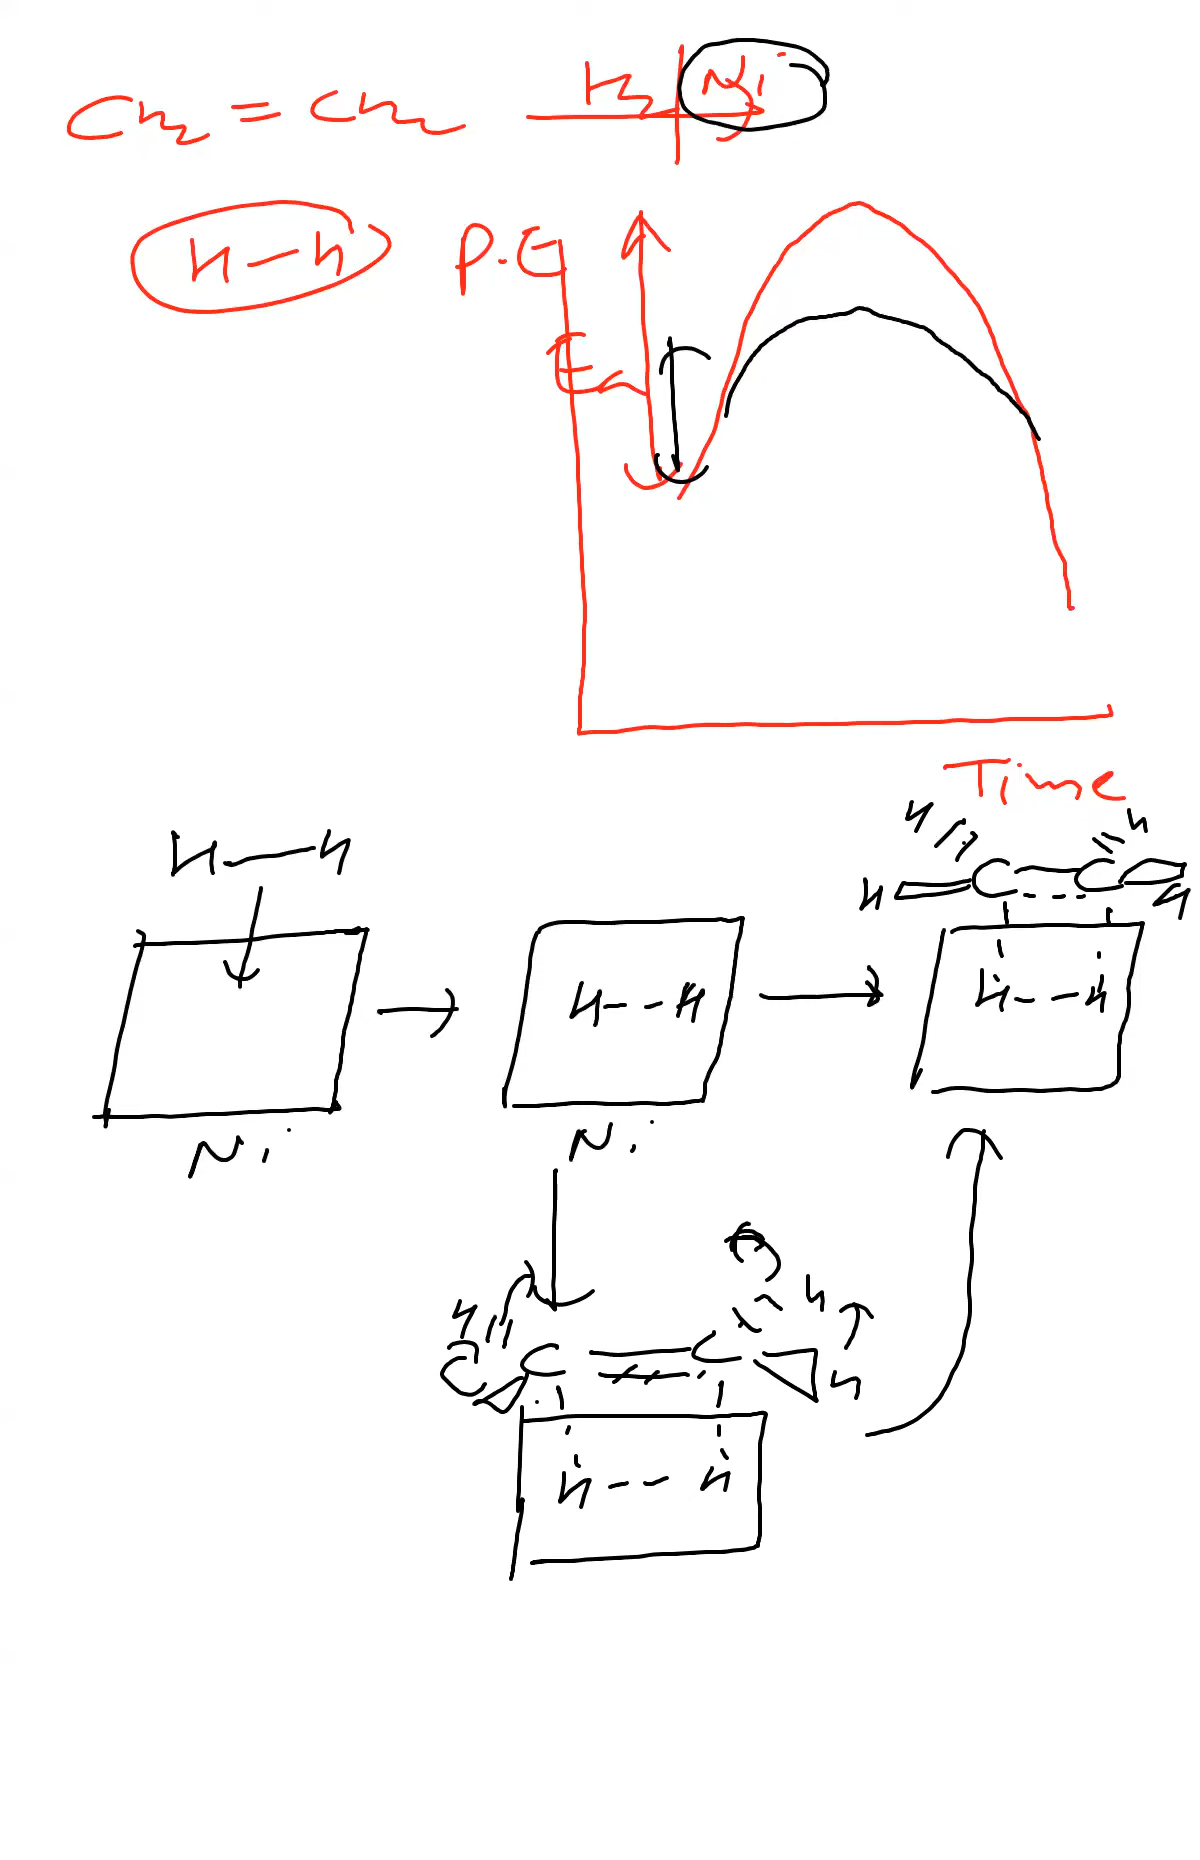 CH2 = CH2 H2 | Ni
H - H
P.E
Ea
Time
H - H
H H
H C C H
H - - H
H - - H
Ni
Ni
H H
C C C H
H - - H